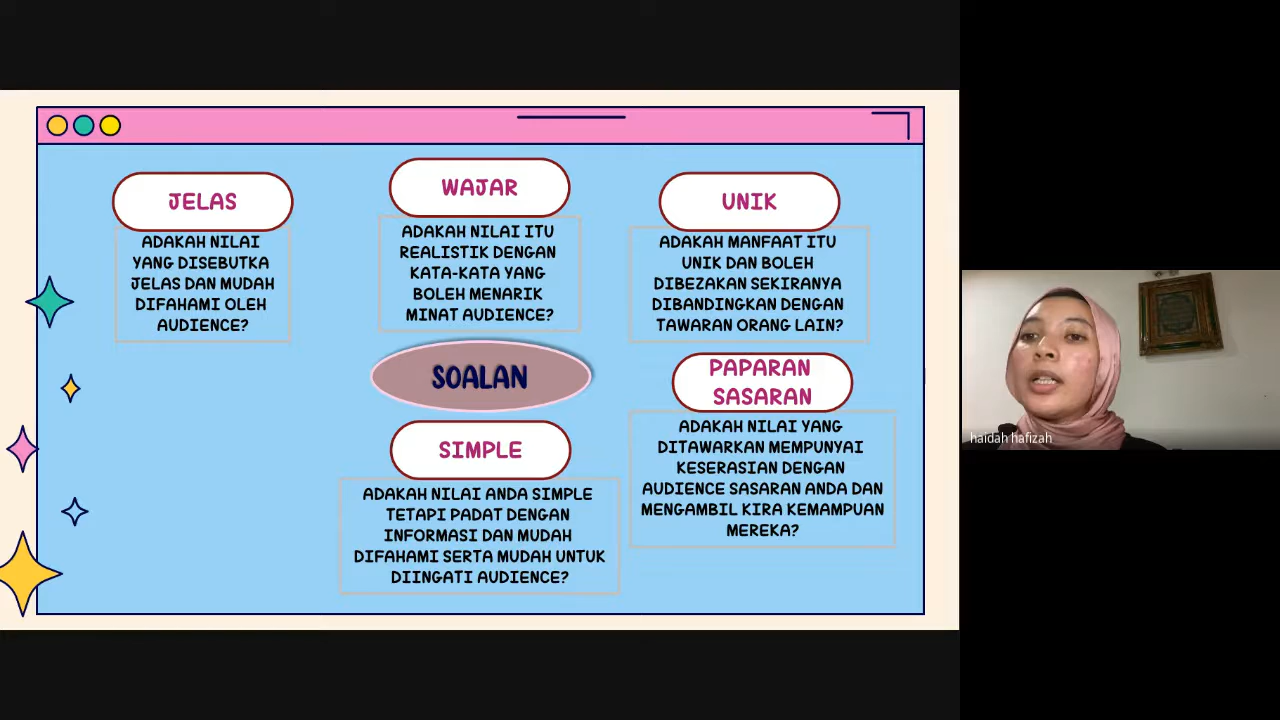 JELAS
ADAKAH NILAI
YANG DISEBUTKA
JELAS DAN MUDAH
DIFAHAMI OLEH
AUDIENCE?
WAJAR
ADAKAH NILAI ITU
REALISTIK DENGAN
KATA-KATA YANG
BOLEH MENARIK
MINAT AUDIENCE?
UNIK
ADAKAH MANFAAT ITU
UNIK DAN BOLEH
DIBEZAKAN SEKIRANYA
DIBANDINGKAN DENGAN
TAWARAN ORANG LAIN?
SOALAN
SIMPLE
ADAKAH NILAI ANDA SIMPLE
TETAPI PADAT DENGAN
INFORMASI DAN MUDAH
DIFAHAMI SERTA MUDAH UNTUK
DIINGATI AUDIENCE?
PAPARAN
SASARAN
ADAKAH NILAI YANG
DITAWARKAN MEMPUNYAI
KESERASIAN DENGAN
AUDIENCE SASARAN ANDA DAN
MENGAMBIL KIRA KEMAMPUAN
MEREKA?
haidah hafizah